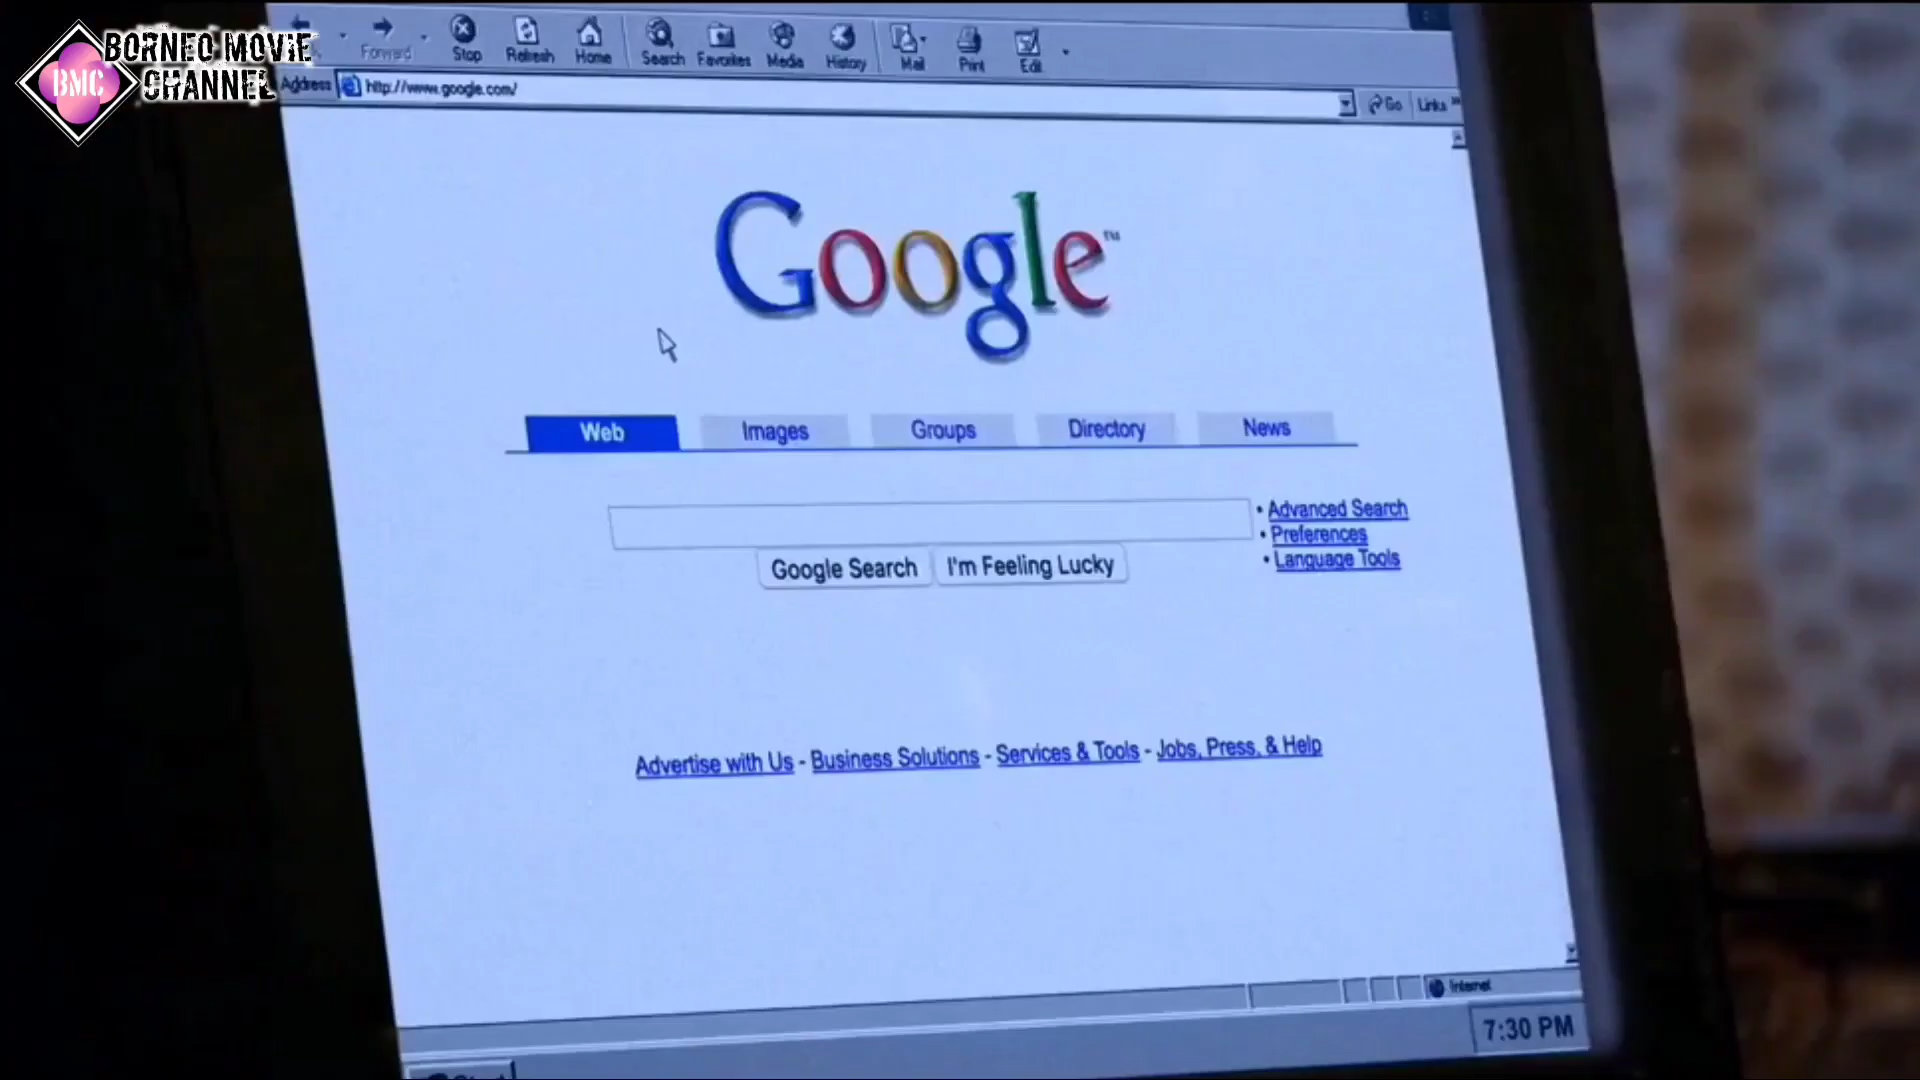 BORNEO MOVIE
CHANNEL
BMC
Forward Stop Refresh Home Search Favorites Media History Mail Print Edit
Address http://www.google.com/ Go Links »
Google™
Web Images Groups Directory News
• Advanced Search
• Preferences
• Language Tools
Google Search I'm Feeling Lucky
Advertise with Us - Business Solutions - Services & Tools - Jobs, Press, & Help
Internet
7:30 PM